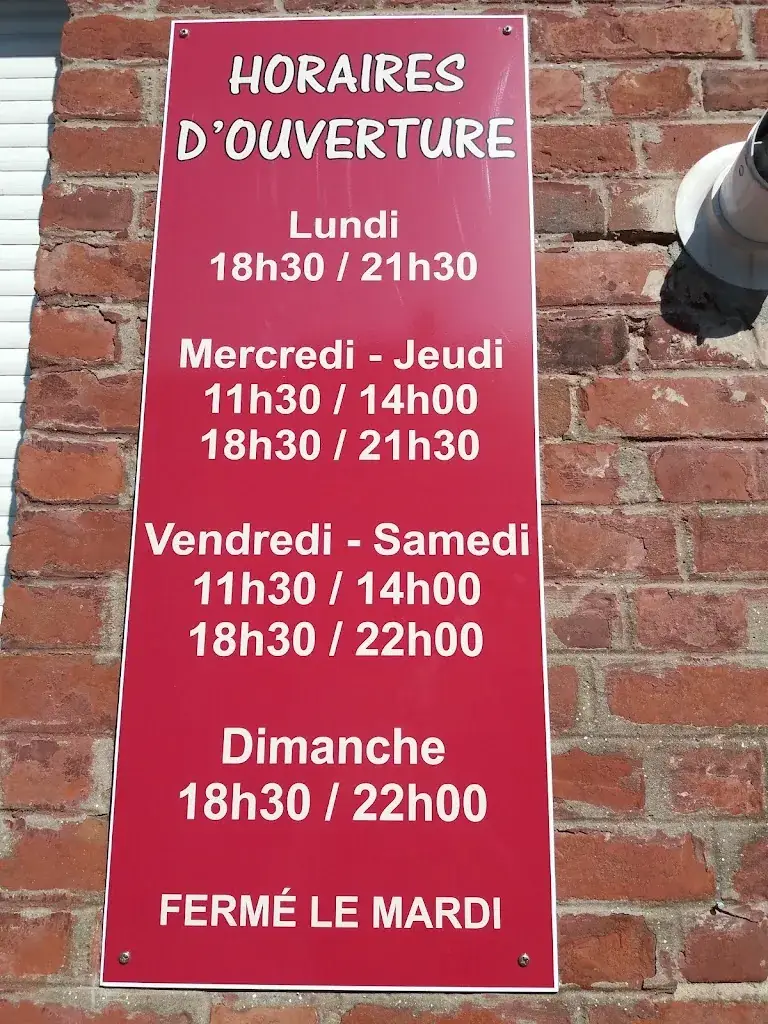 HORAIRES
D'OUVERTURE
Lundi
18h30 / 21h30
Mercredi - Jeudi
11h30 / 14h00
18h30 / 21h30
Vendredi - Samedi
11h30 / 14h00
18h30 / 22h00
Dimanche
18h30 / 22h00
FERMÉ LE MARDI